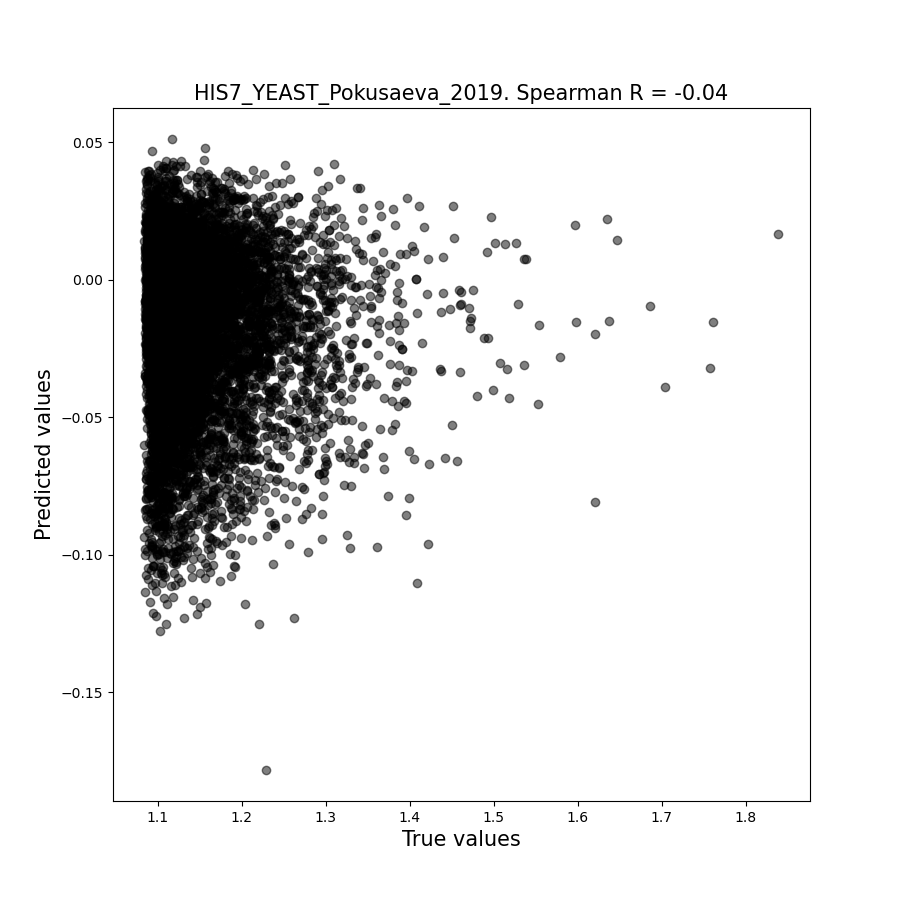 HIS7_YEAST_Pokusaeva_2019. Spearman R = -0.04
Predicted values
0.05
0.00
−0.05
−0.10
−0.15
1.1 1.2 1.3 1.4 1.5 1.6 1.7 1.8
True values